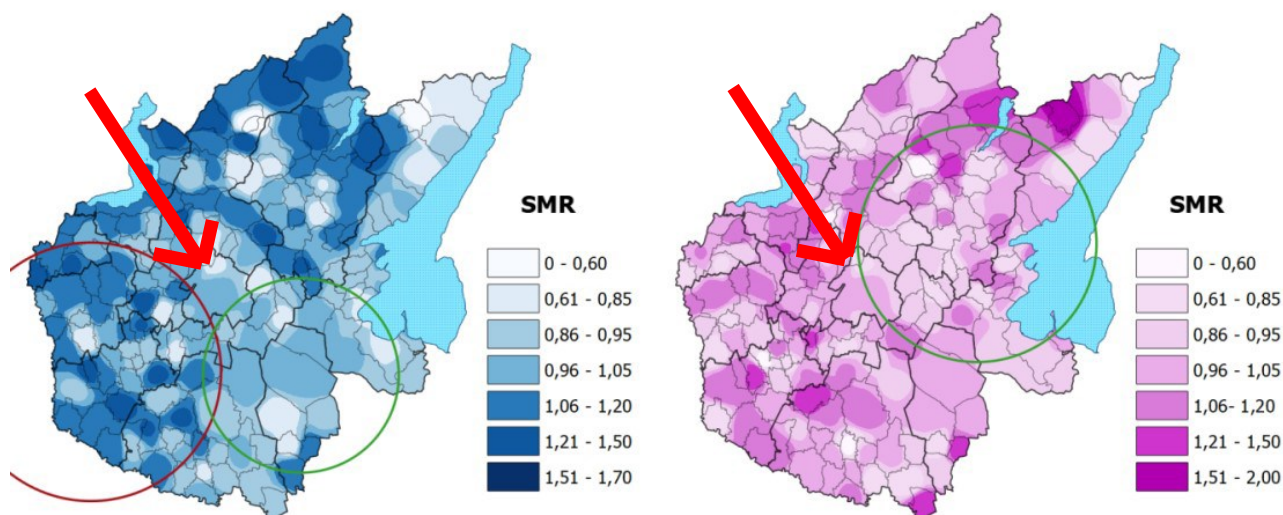 SMR
0 - 0,60
0,61 - 0,85
0,86 - 0,95
0,96 - 1,05
1,06 - 1,20
1,21 - 1,50
1,51 - 1,70
SMR
0 - 0,60
0,61 - 0,85
0,86 - 0,95
0,96 - 1,05
1,06- 1,20
1,21 - 1,50
1,51 - 2,00